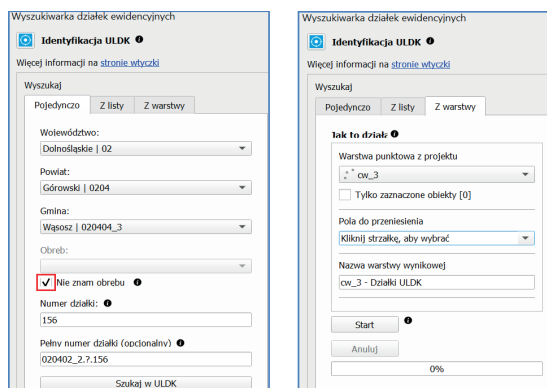 Wyszukiwarka działek ewidencyjnych
Identyfikacja ULDK
Więcej informacji na stronie wtyczki
Wyszukaj
Pojedynczo Z listy Z warstwy
Województwo:
Dolnośląskie | 02
Powiat:
Górowski | 0204
Gmina:
Wąsosz | 020404_3
Obręb:
Nie znam obrębu
Numer działki:
156
Pełny numer działki (opcjonalny)
020402_2.?.156
Szukaj w ULDK
Wyszukiwarka działek ewidencyjnych
Identyfikacja ULDK
Więcej informacji na stronie wtyczki
Wyszukaj
Pojedynczo Z listy Z warstwy
Jak to działa
Warstwa punktowa z projektu
cw_3
Tylko zaznaczone obiekty [0]
Pola do przeniesienia
Kliknij strzałkę, aby wybrać
Nazwa warstwy wynikowej
cw_3 - Działki ULDK
Start
Anuluj
0%